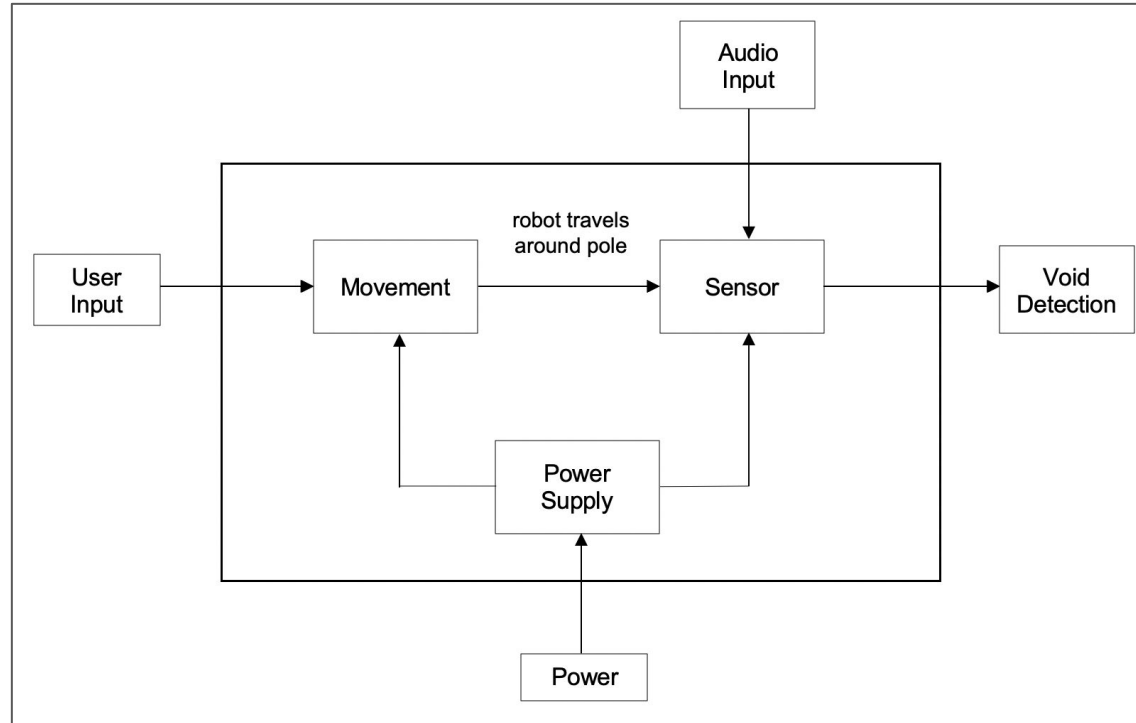 Audio
Input
robot travels
around pole
User
Input
Movement
Sensor
Void
Detection
Power
Supply
Power